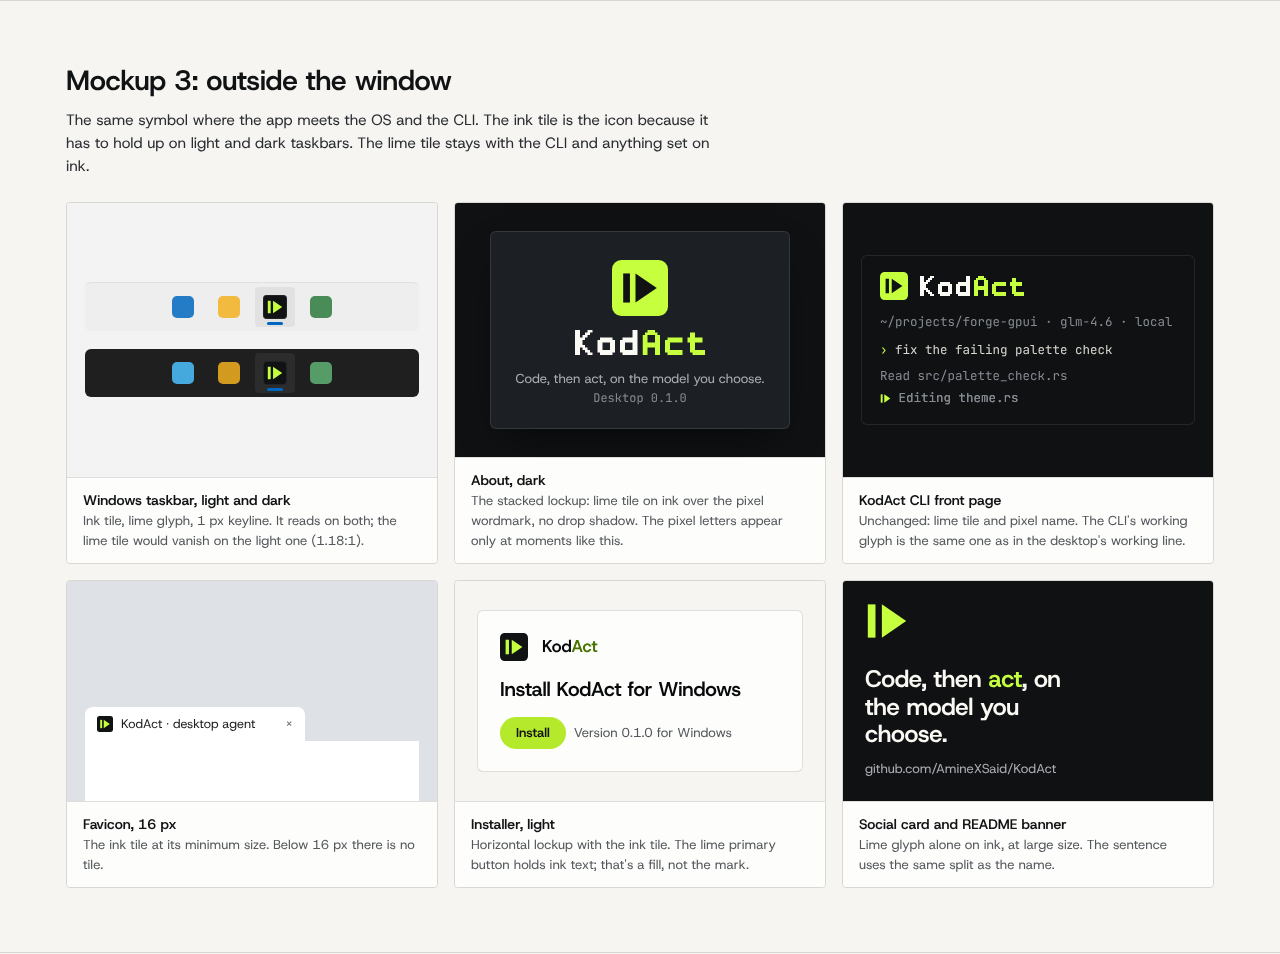 Mockup 3: outside the window
The same symbol where the app meets the OS and the CLI. The ink tile is the icon because it
has to hold up on light and dark taskbars. The lime tile stays with the CLI and anything set on
ink.
Windows taskbar, light and dark
Ink tile, lime glyph, 1 px keyline. It reads on both; the
lime tile would vanish on the light one (1.18:1).
KodAct
Code, then act, on the model you choose.
Desktop 0.1.0
About, dark
The stacked lockup: lime tile on ink over the pixel
wordmark, no drop shadow. The pixel letters appear
only at moments like this.
KodAct
~/projects/forge-gpui · glm-4.6 · local
› fix the failing palette check
Read src/palette_check.rs
Editing theme.rs
KodAct CLI front page
Unchanged: lime tile and pixel name. The CLI's working
glyph is the same one as in the desktop's working line.
KodAct · desktop agent ×
Favicon, 16 px
The ink tile at its minimum size. Below 16 px there is no
tile.
KodAct
Install KodAct for Windows
Install Version 0.1.0 for Windows
Installer, light
Horizontal lockup with the ink tile. The lime primary
button holds ink text; that's a fill, not the mark.
Code, then act, on
the model you
choose.
github.com/AmineXSaid/KodAct
Social card and README banner
Lime glyph alone on ink, at large size. The sentence
uses the same split as the name.